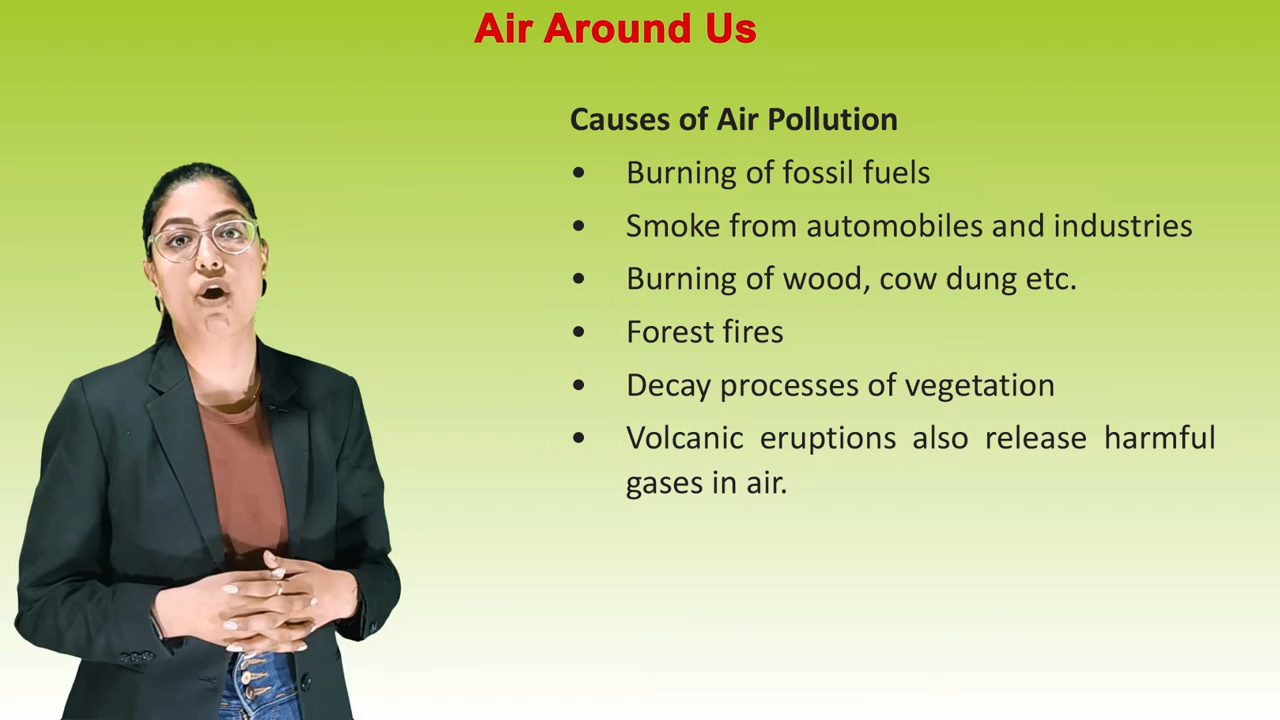 Air Around Us
Causes of Air Pollution
• Burning of fossil fuels
• Smoke from automobiles and industries
• Burning of wood, cow dung etc.
• Forest fires
• Decay processes of vegetation
• Volcanic eruptions also release harmful
gases in air.